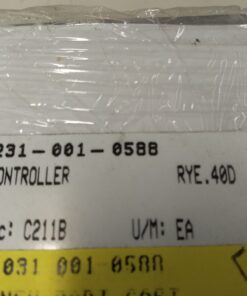 231-001-0588
ONTROLLER RYE.40D
c: C211B U/M: EA
031 001-0588